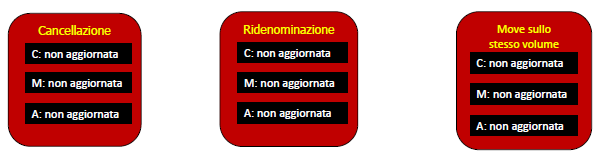 Cancellazione
C: non aggiornata
M: non aggiornata
A: non aggiornata
Ridenominazione
C: non aggiornata
M: non aggiornata
A: non aggiornata
Move sullo
stesso volume
C: non aggiornata
M: non aggiornata
A: non aggiornata